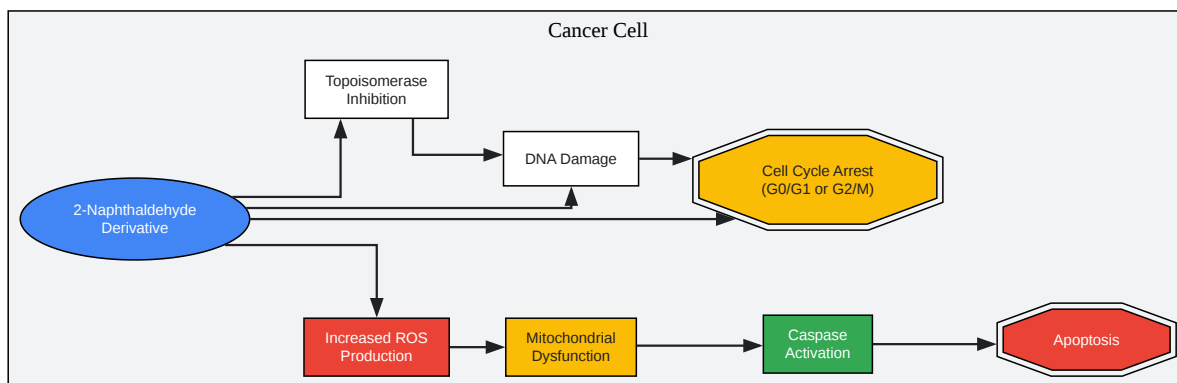 Cancer Cell
Topoisomerase
Inhibition
DNA Damage
Cell Cycle Arrest
(G0/G1 or G2/M)
2-Naphthaldehyde
Derivative
Increased ROS
Production
Mitochondrial
Dysfunction
Caspase
Activation
Apoptosis